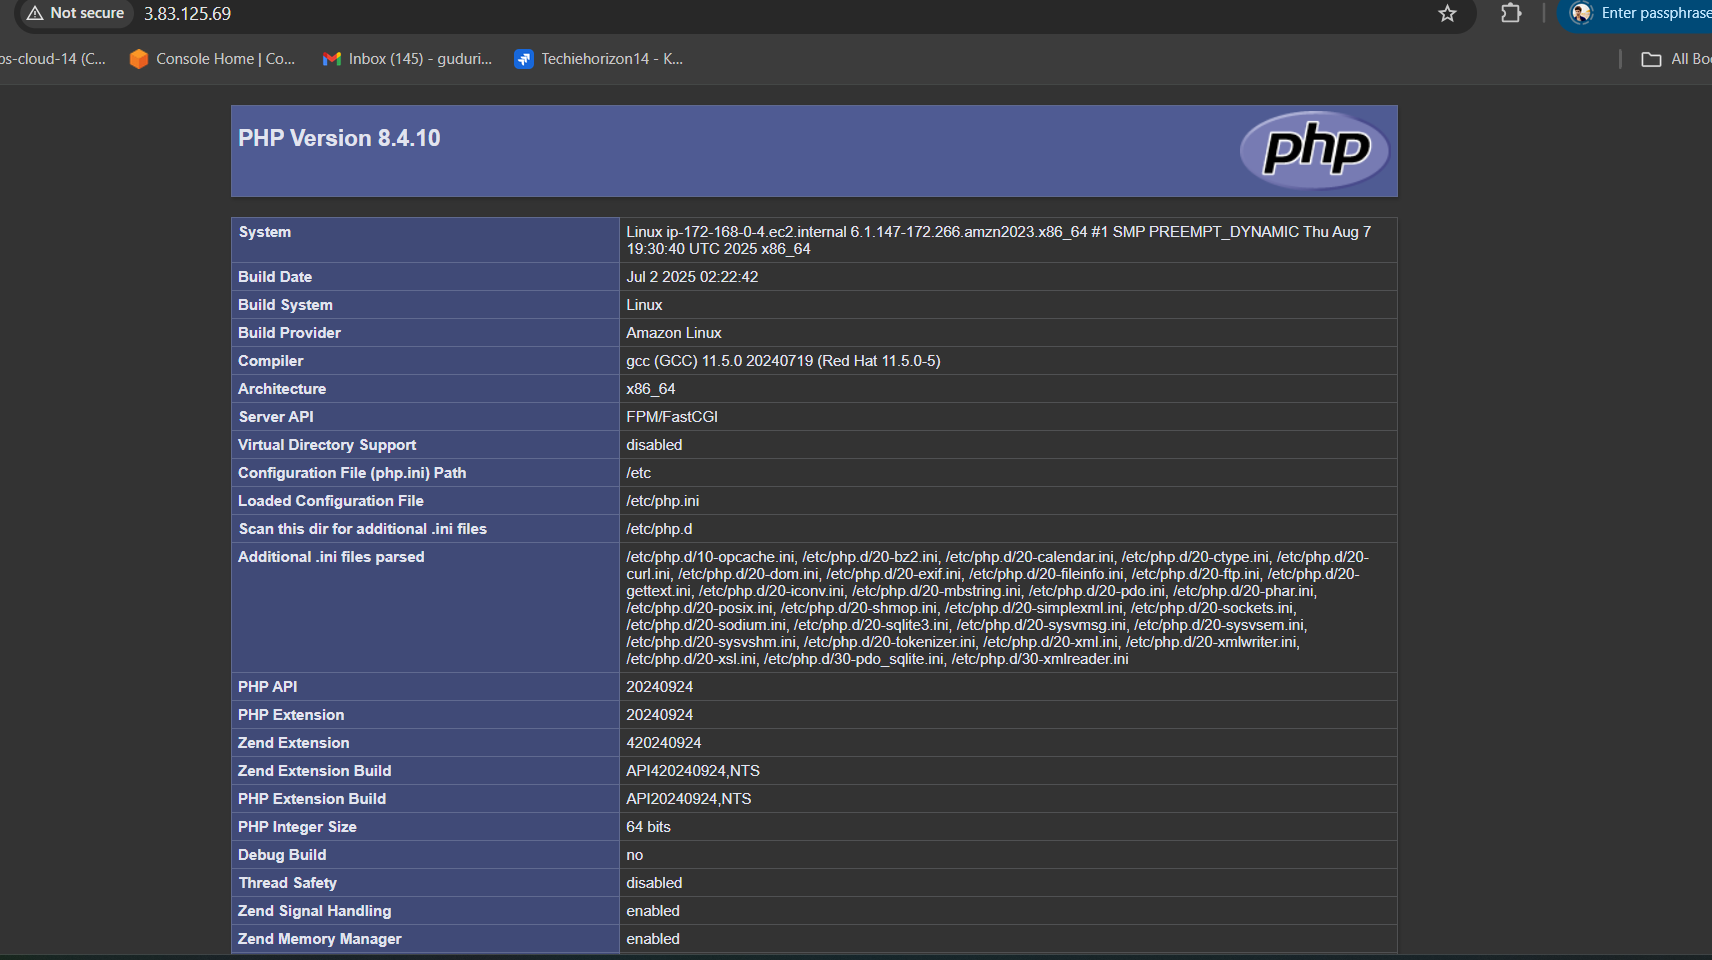 Not secure 3.83.125.69 Enter passphrase
os-cloud-14 (C... Console Home | Co... Inbox (145) - guduri... Techiehorizon14 - K... All Boo
PHP Version 8.4.10 php
System Linux ip-172-168-0-4.ec2.internal 6.1.147-172.266.amzn2023.x86_64 #1 SMP PREEMPT_DYNAMIC Thu Aug 7
19:30:40 UTC 2025 x86_64
Build Date Jul 2 2025 02:22:42
Build System Linux
Build Provider Amazon Linux
Compiler gcc (GCC) 11.5.0 20240719 (Red Hat 11.5.0-5)
Architecture x86_64
Server API FPM/FastCGI
Virtual Directory Support disabled
Configuration File (php.ini) Path /etc
Loaded Configuration File /etc/php.ini
Scan this dir for additional .ini files /etc/php.d
Additional .ini files parsed /etc/php.d/10-opcache.ini, /etc/php.d/20-bz2.ini, /etc/php.d/20-calendar.ini, /etc/php.d/20-ctype.ini, /etc/php.d/20-
curl.ini, /etc/php.d/20-dom.ini, /etc/php.d/20-exif.ini, /etc/php.d/20-fileinfo.ini, /etc/php.d/20-ftp.ini, /etc/php.d/20-
gettext.ini, /etc/php.d/20-iconv.ini, /etc/php.d/20-mbstring.ini, /etc/php.d/20-pdo.ini, /etc/php.d/20-phar.ini,
/etc/php.d/20-posix.ini, /etc/php.d/20-shmop.ini, /etc/php.d/20-simplexml.ini, /etc/php.d/20-sockets.ini,
/etc/php.d/20-sodium.ini, /etc/php.d/20-sqlite3.ini, /etc/php.d/20-sysvmsg.ini, /etc/php.d/20-sysvsem.ini,
/etc/php.d/20-sysvshm.ini, /etc/php.d/20-tokenizer.ini, /etc/php.d/20-xml.ini, /etc/php.d/20-xmlwriter.ini,
/etc/php.d/20-xsl.ini, /etc/php.d/30-pdo_sqlite.ini, /etc/php.d/30-xmlreader.ini
PHP API 20240924
PHP Extension 20240924
Zend Extension 420240924
Zend Extension Build API420240924,NTS
PHP Extension Build API20240924,NTS
PHP Integer Size 64 bits
Debug Build no
Thread Safety disabled
Zend Signal Handling enabled
Zend Memory Manager enabled